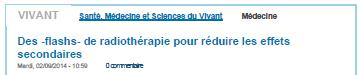 VIVANT Santé, Médecine et Sciences du Vivant Médecine
Des -flashs- de radiothérapie pour réduire les effets
secondaires
Mardi, 02/09/2014 - 10:59 0 commentaire